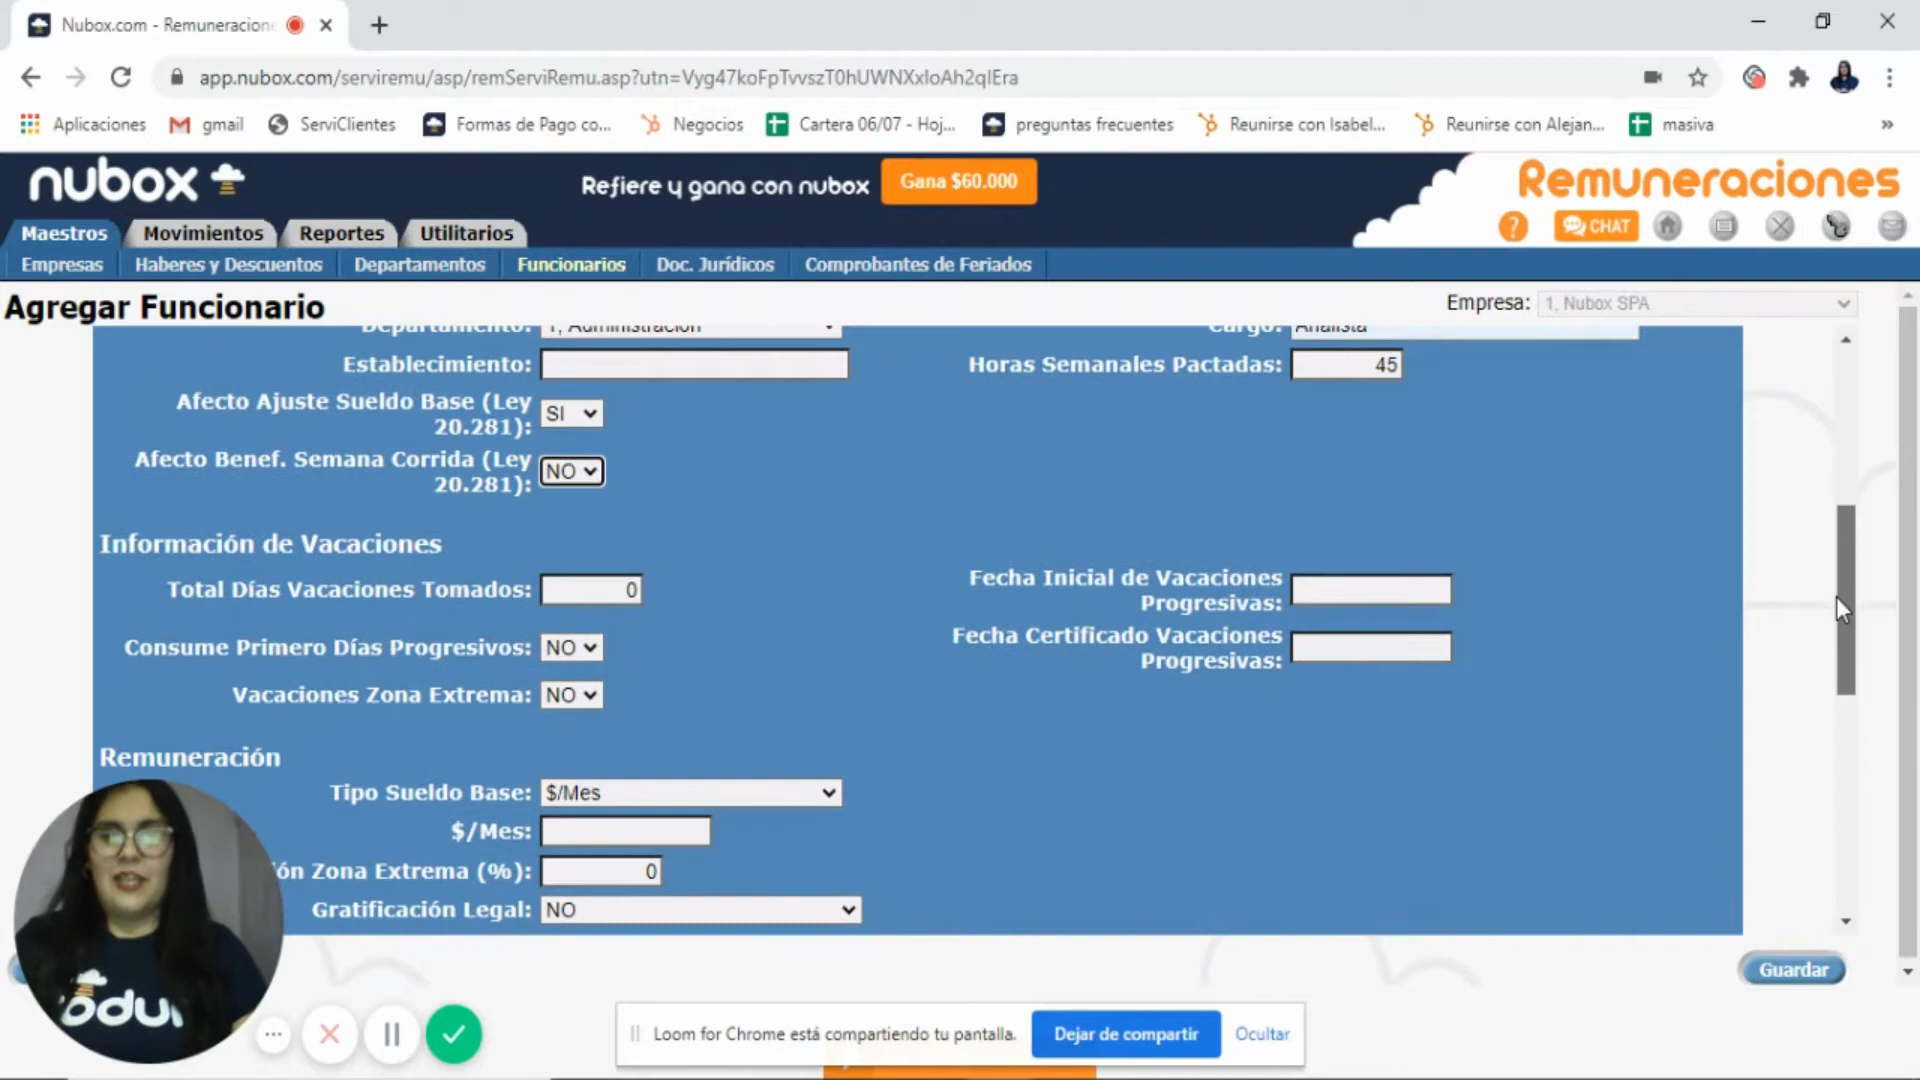 Nubox.com - Remuneracione
app.nubox.com/serviremu/asp/remServiRemu.asp?utn=Vyg47koFpTvvszT0hUWNXxIoAh2qIEra
Aplicaciones gmail ServiClientes Formas de Pago co... Negocios Cartera 06/07 - Hoj... preguntas frecuentes Reunirse con Isabel... Reunirse con Alejan... masiva »
nubox Refiere y gana con nubox Gana $60.000 Remuneraciones
? CHAT
Maestros Movimientos Reportes Utilitarios
Empresas Haberes y Descuentos Departamentos Funcionarios Doc. Jurídicos Comprobantes de Feriados
Agregar Funcionario Empresa: 1, Nubox SPA
Departamento: 1, Administración Cargo: Analista
Establecimiento: Horas Semanales Pactadas: 45
Afecto Ajuste Sueldo Base (Ley
20.281): SI
Afecto Benef. Semana Corrida (Ley
20.281): NO
Información de Vacaciones
Total Días Vacaciones Tomados: 0
Fecha Inicial de Vacaciones
Progresivas:
Consume Primero Días Progresivos: NO
Fecha Certificado Vacaciones
Progresivas:
Vacaciones Zona Extrema: NO
Remuneración
Tipo Sueldo Base: $/Mes
$/Mes:
ón Zona Extrema (%): 0
Gratificación Legal: NO
Guardar
Loom for Chrome está compartiendo tu pantalla. Dejar de compartir Ocultar